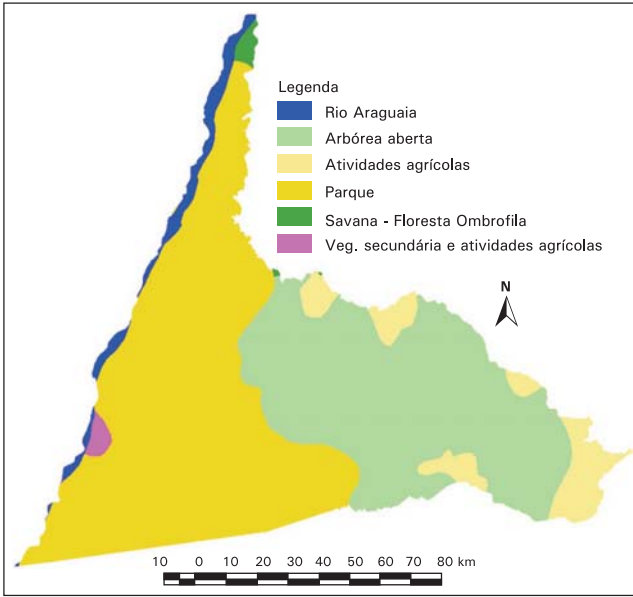 Legenda
Rio Araguaia
Arbórea aberta
Atividades agrícolas
Parque
Savana - Floresta Ombrofila
Veg. secundária e atividades agrícolas
N
10 0 10 20 30 40 50 60 70 80 km